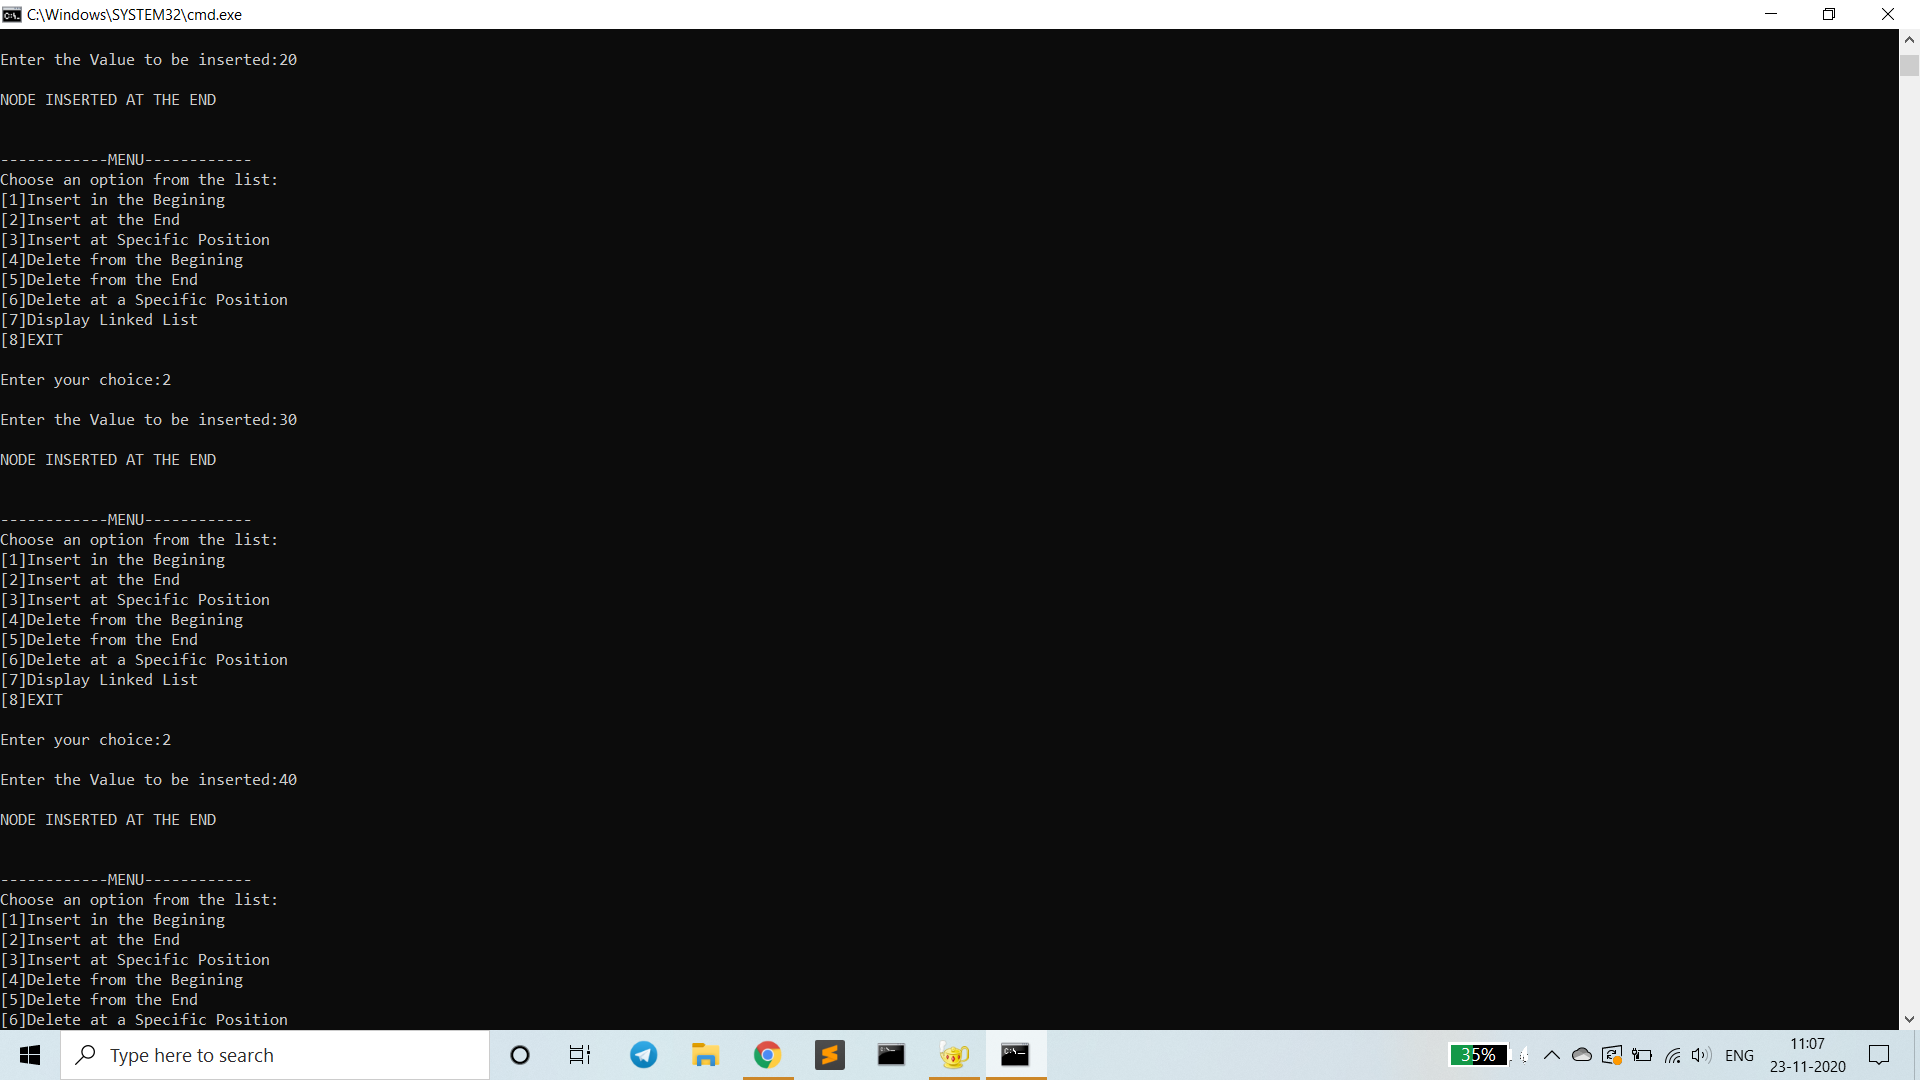 C:\Windows\SYSTEM32\cmd.exe
Enter the Value to be inserted:20
NODE INSERTED AT THE END
------------MENU------------
Choose an option from the list:
[1]Insert in the Begining
[2]Insert at the End
[3]Insert at Specific Position
[4]Delete from the Begining
[5]Delete from the End
[6]Delete at a Specific Position
[7]Display Linked List
[8]EXIT
Enter your choice:2
Enter the Value to be inserted:30
NODE INSERTED AT THE END
------------MENU------------
Choose an option from the list:
[1]Insert in the Begining
[2]Insert at the End
[3]Insert at Specific Position
[4]Delete from the Begining
[5]Delete from the End
[6]Delete at a Specific Position
[7]Display Linked List
[8]EXIT
Enter your choice:2
Enter the Value to be inserted:40
NODE INSERTED AT THE END
------------MENU------------
Choose an option from the list:
[1]Insert in the Begining
[2]Insert at the End
[3]Insert at Specific Position
[4]Delete from the Begining
[5]Delete from the End
[6]Delete at a Specific Position
Type here to search
35%
ENG
11:07
23-11-2020